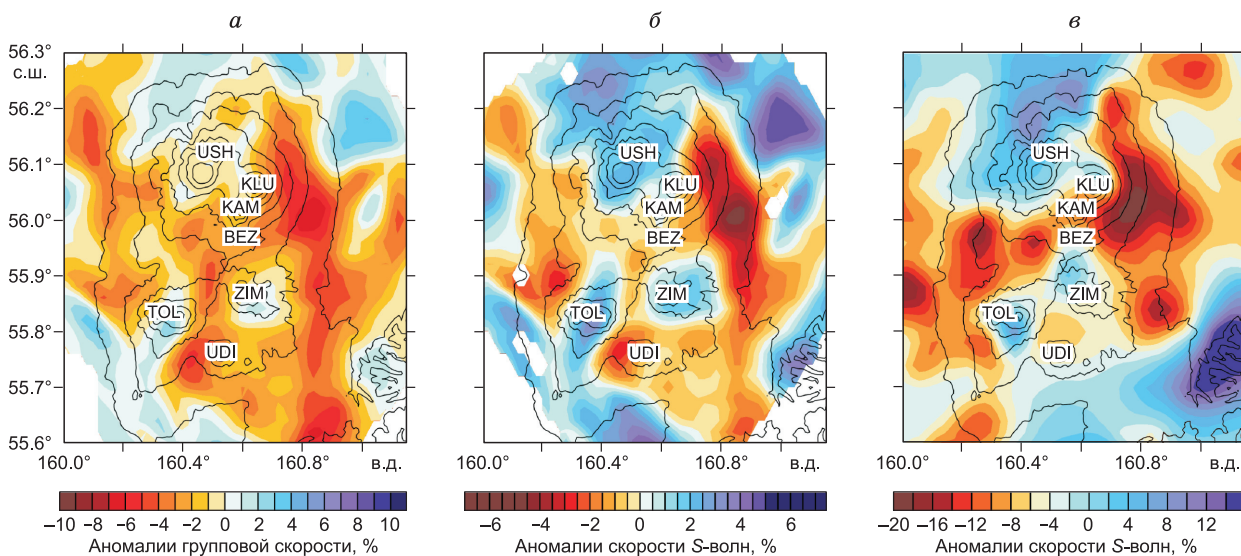 а б в
56.3°
с.ш.
56.2°
56.1°
56.0°
55.9°
55.8°
55.7°
55.6°
USH
KLU
KAM
BEZ
ZIM
TOL
UDI
160.0° 160.4° 160.8° в.д.
USH
KLU
KAM
BEZ
ZIM
TOL
UDI
160.0° 160.4° 160.8° в.д.
USH
KLU
KAM
BEZ
ZIM
TOL
UDI
160.0° 160.4° 160.8° в.д.
–10 –8 –6 –4 –2 0 2 4 6 8 10
Аномалии групповой скорости, %
–6 –4 –2 0 2 4 6
Аномалии скорости S-волн, %
–20 –16 –12 –8 –4 0 4 8 12
Аномалии скорости S-волн, %